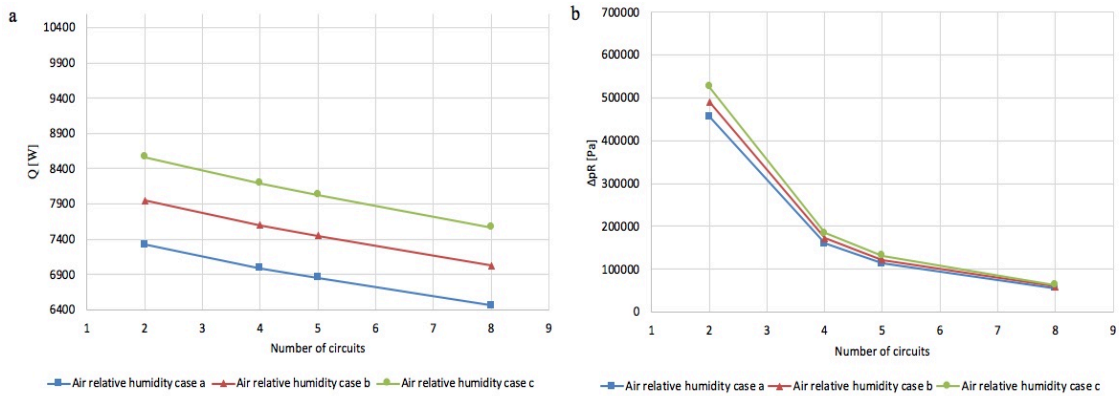 a
10400
9900
9400
8900
8400
7900
7400
6900
6400
Q [W]
1 2 3 4 5 6 7 8 9
Number of circuits
Air relative humidity case a Air relative humidity case b Air relative humidity case c
b
700000
600000
500000
400000
300000
200000
100000
0
ΔpR [Pa]
1 2 3 4 5 6 7 8 9
Number of circuits
Air relative humidity case a Air relative humidity case b Air relative humidity case c